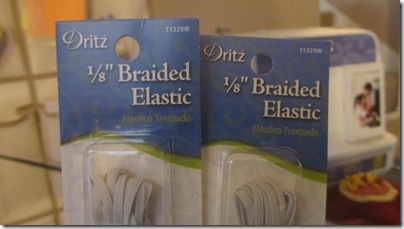 Dritz
11329W
1/8" Braided
Elastic
Elástico Trenzado
Dritz
11329W
1/8" Braided
Elastic
Elástico Trenzado